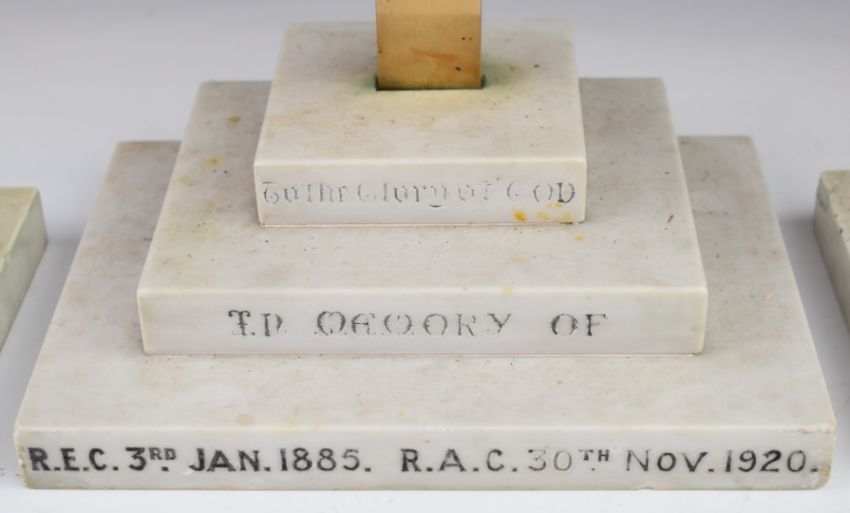 To the Glory of GOD
IN MEMORY OF
R.E.C. 3RD JAN. 1885. R.A.C. 30TH NOV. 1920.